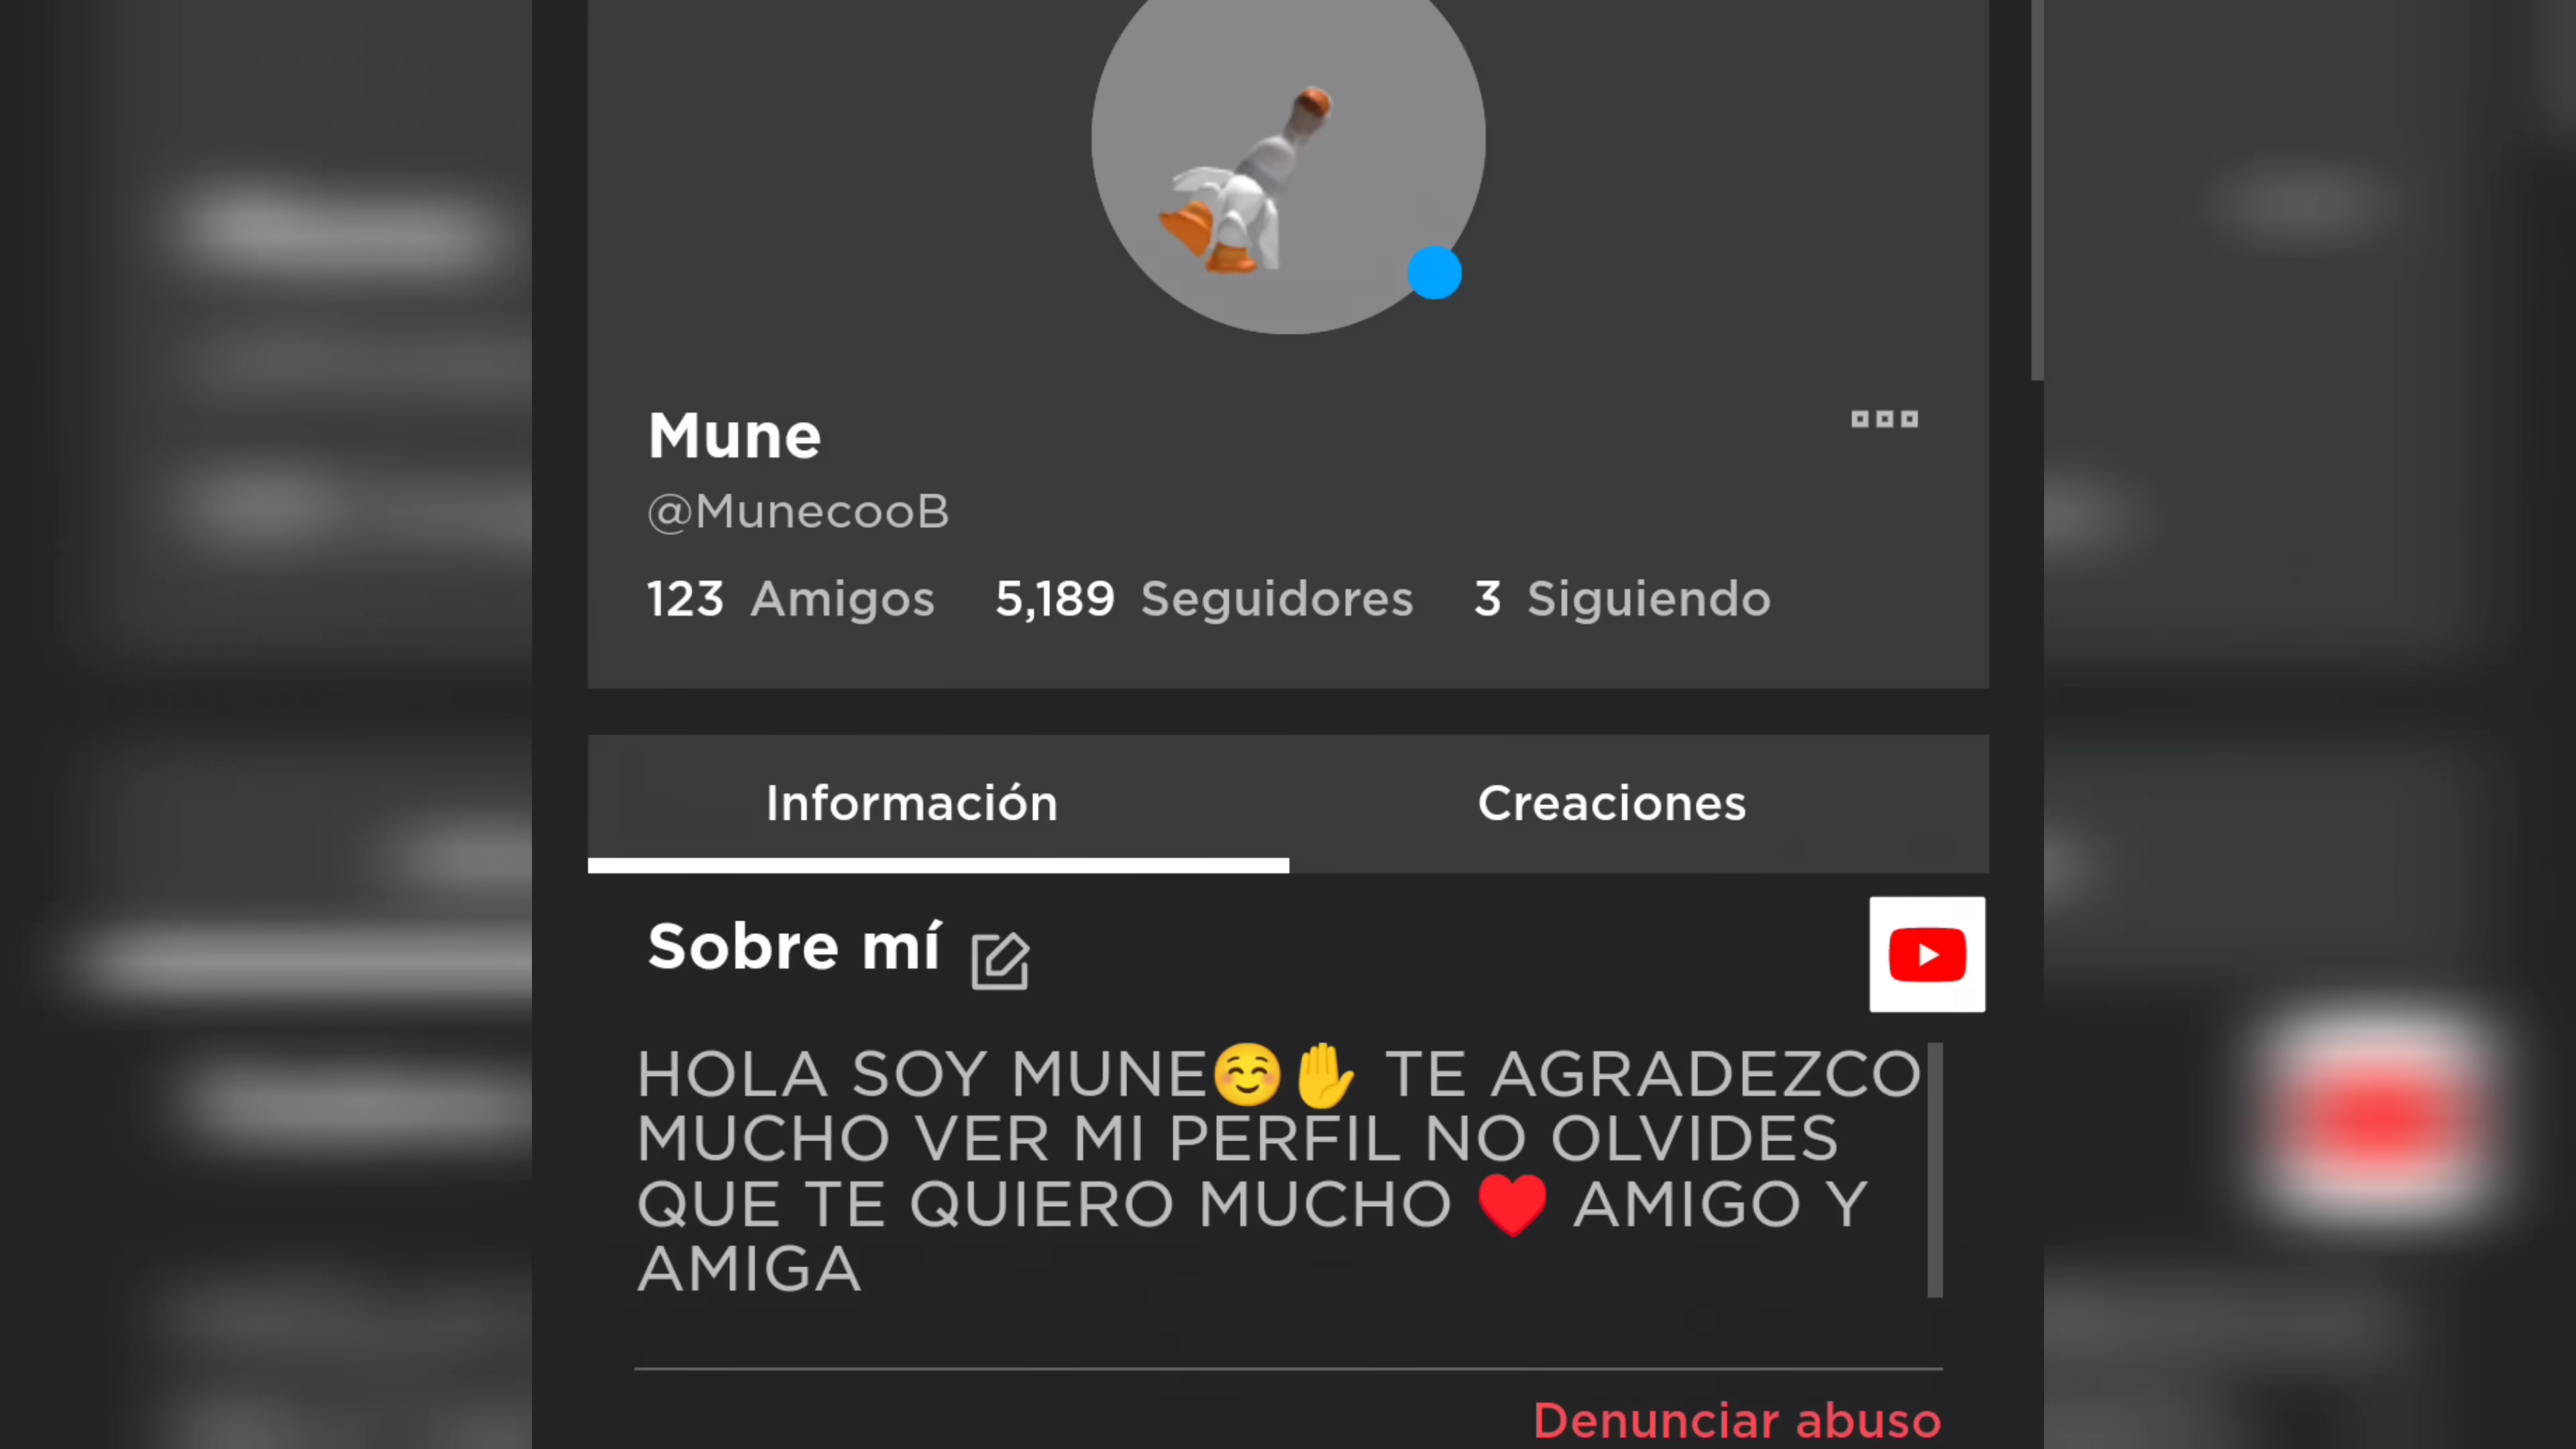 Mune
@MunecooB
123 Amigos 5,189 Seguidores 3 Siguiendo
Información Creaciones
Sobre mí
HOLA SOY MUNE☺️✋ TE AGRADEZCO
MUCHO VER MI PERFIL NO OLVIDES
QUE TE QUIERO MUCHO ❤️ AMIGO Y
AMIGA
Denunciar abuso